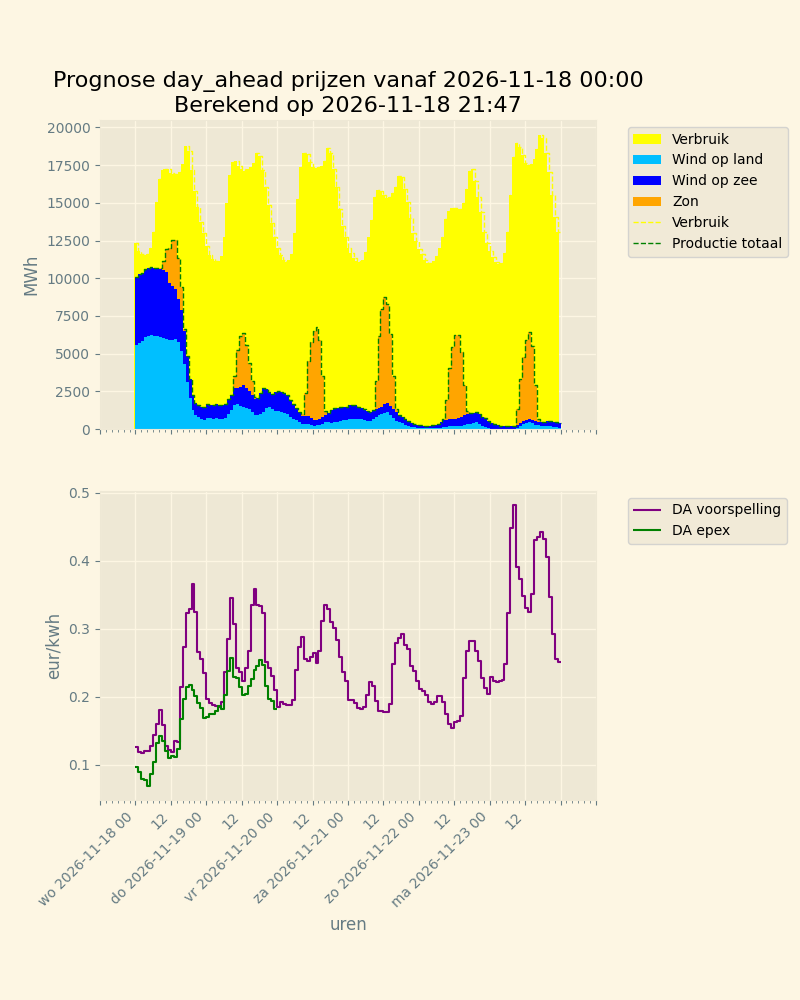 Prognose day_ahead prijzen vanaf 2026-11-18 00:00
Berekend op 2026-11-18 21:47
20000
17500
15000
12500
10000
7500
5000
2500
0
MWh
Verbruik
Wind op land
Wind op zee
Zon
Verbruik
Productie totaal
0.5
0.4
0.3
0.2
0.1
eur/kwh
DA voorspelling
DA epex
wo 2026-11-18 00
12
do 2026-11-19 00
12
vr 2026-11-20 00
12
za 2026-11-21 00
12
zo 2026-11-22 00
12
ma 2026-11-23 00
12
uren